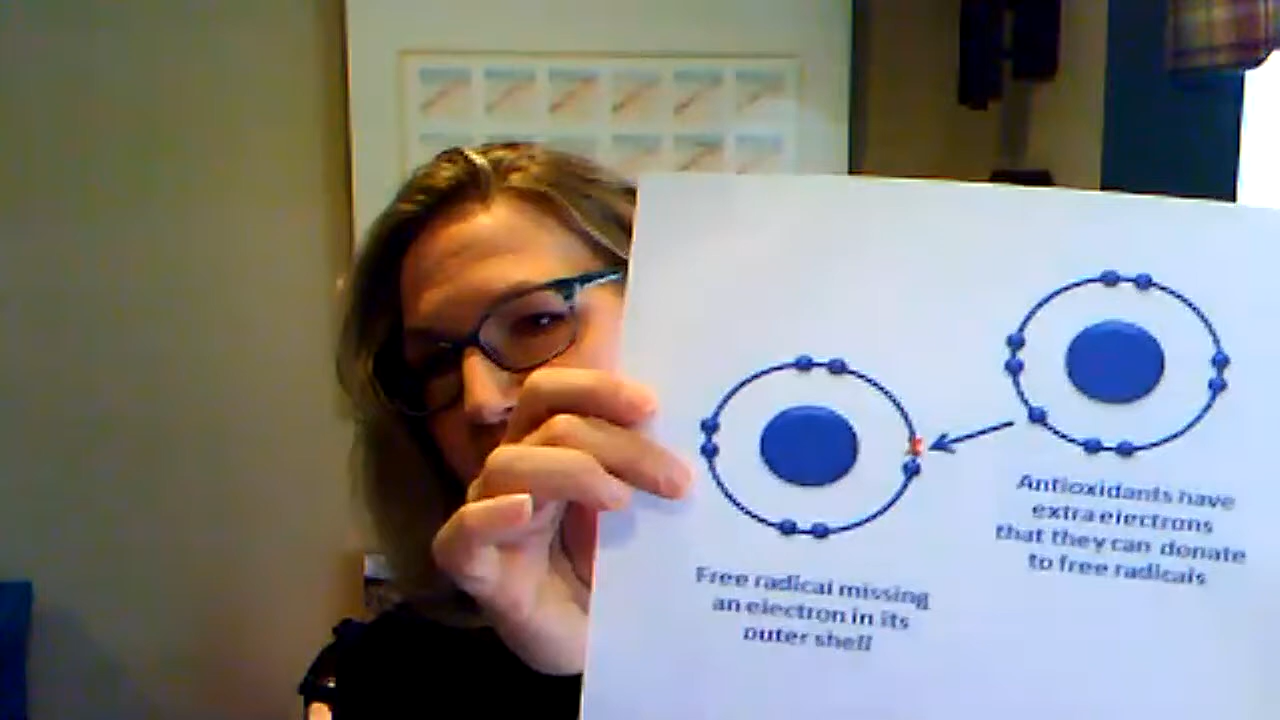 Free radical missing
an electron in its
outer shell
Antioxidants have
extra electrons
that they can donate
to free radicals